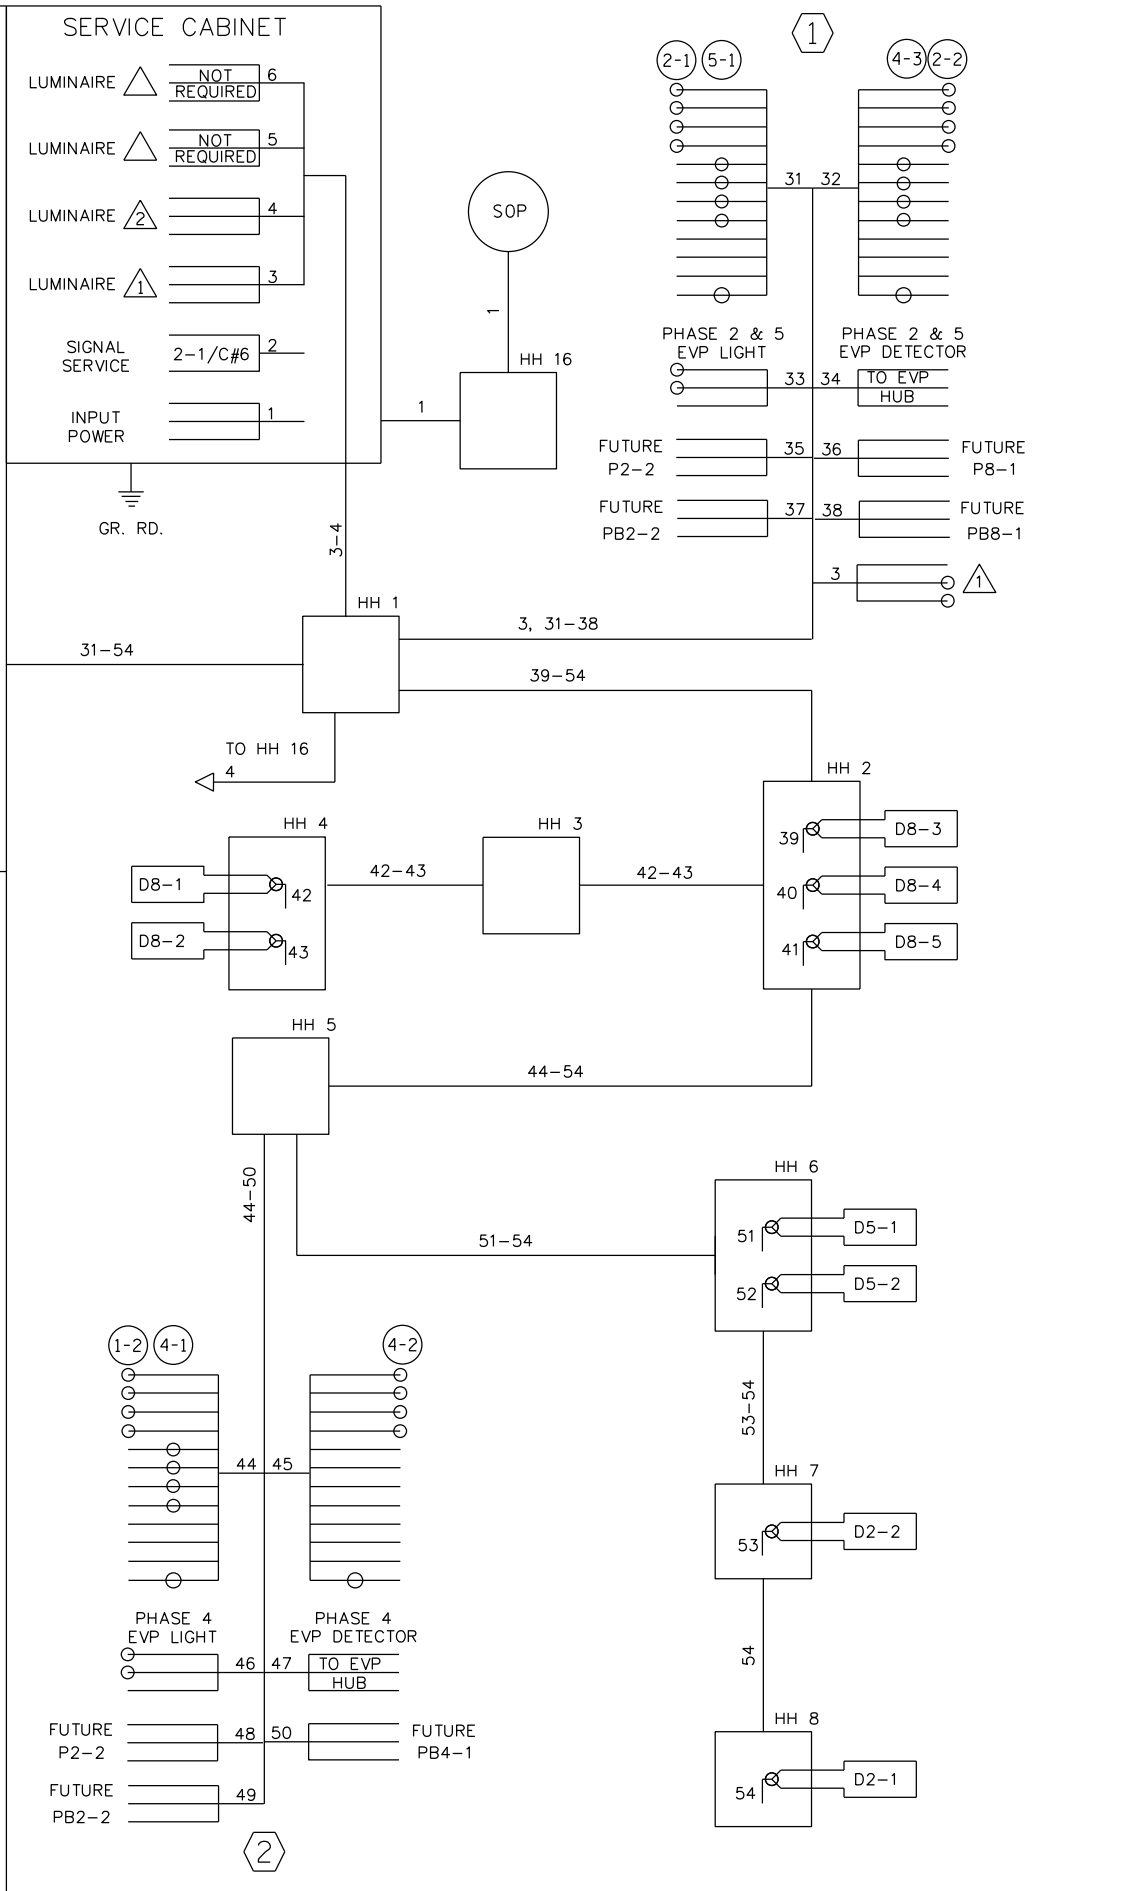 SERVICE CABINET
LUMINAIRE
NOT
REQUIRED
6
LUMINAIRE
NOT
REQUIRED
5
LUMINAIRE 2
4
LUMINAIRE 1
3
SIGNAL
SERVICE
2-1/C#6
2
INPUT
POWER
1
GR. RD.
3-4
1
SOP
1
HH 16
1
2-1 5-1
4-3 2-2
31 32
PHASE 2 & 5
EVP LIGHT
PHASE 2 & 5
EVP DETECTOR
33 34
TO EVP
HUB
FUTURE
P2-2
35 36
FUTURE
P8-1
FUTURE
PB2-2
37 38
FUTURE
PB8-1
3
1
HH 1
31-54
3, 31-38
39-54
TO HH 16
4
HH 2
39
D8-3
40
D8-4
41
D8-5
HH 4
D8-1
42
D8-2
43
42-43
HH 3
42-43
HH 5
44-54
44-50
51-54
HH 6
51
D5-1
52
D5-2
53-54
HH 7
53
D2-2
54
HH 8
54
D2-1
1-2 4-1
4-2
44 45
PHASE 4
EVP LIGHT
PHASE 4
EVP DETECTOR
46 47
TO EVP
HUB
FUTURE
P2-2
48 50
FUTURE
PB4-1
FUTURE
PB2-2
49
2